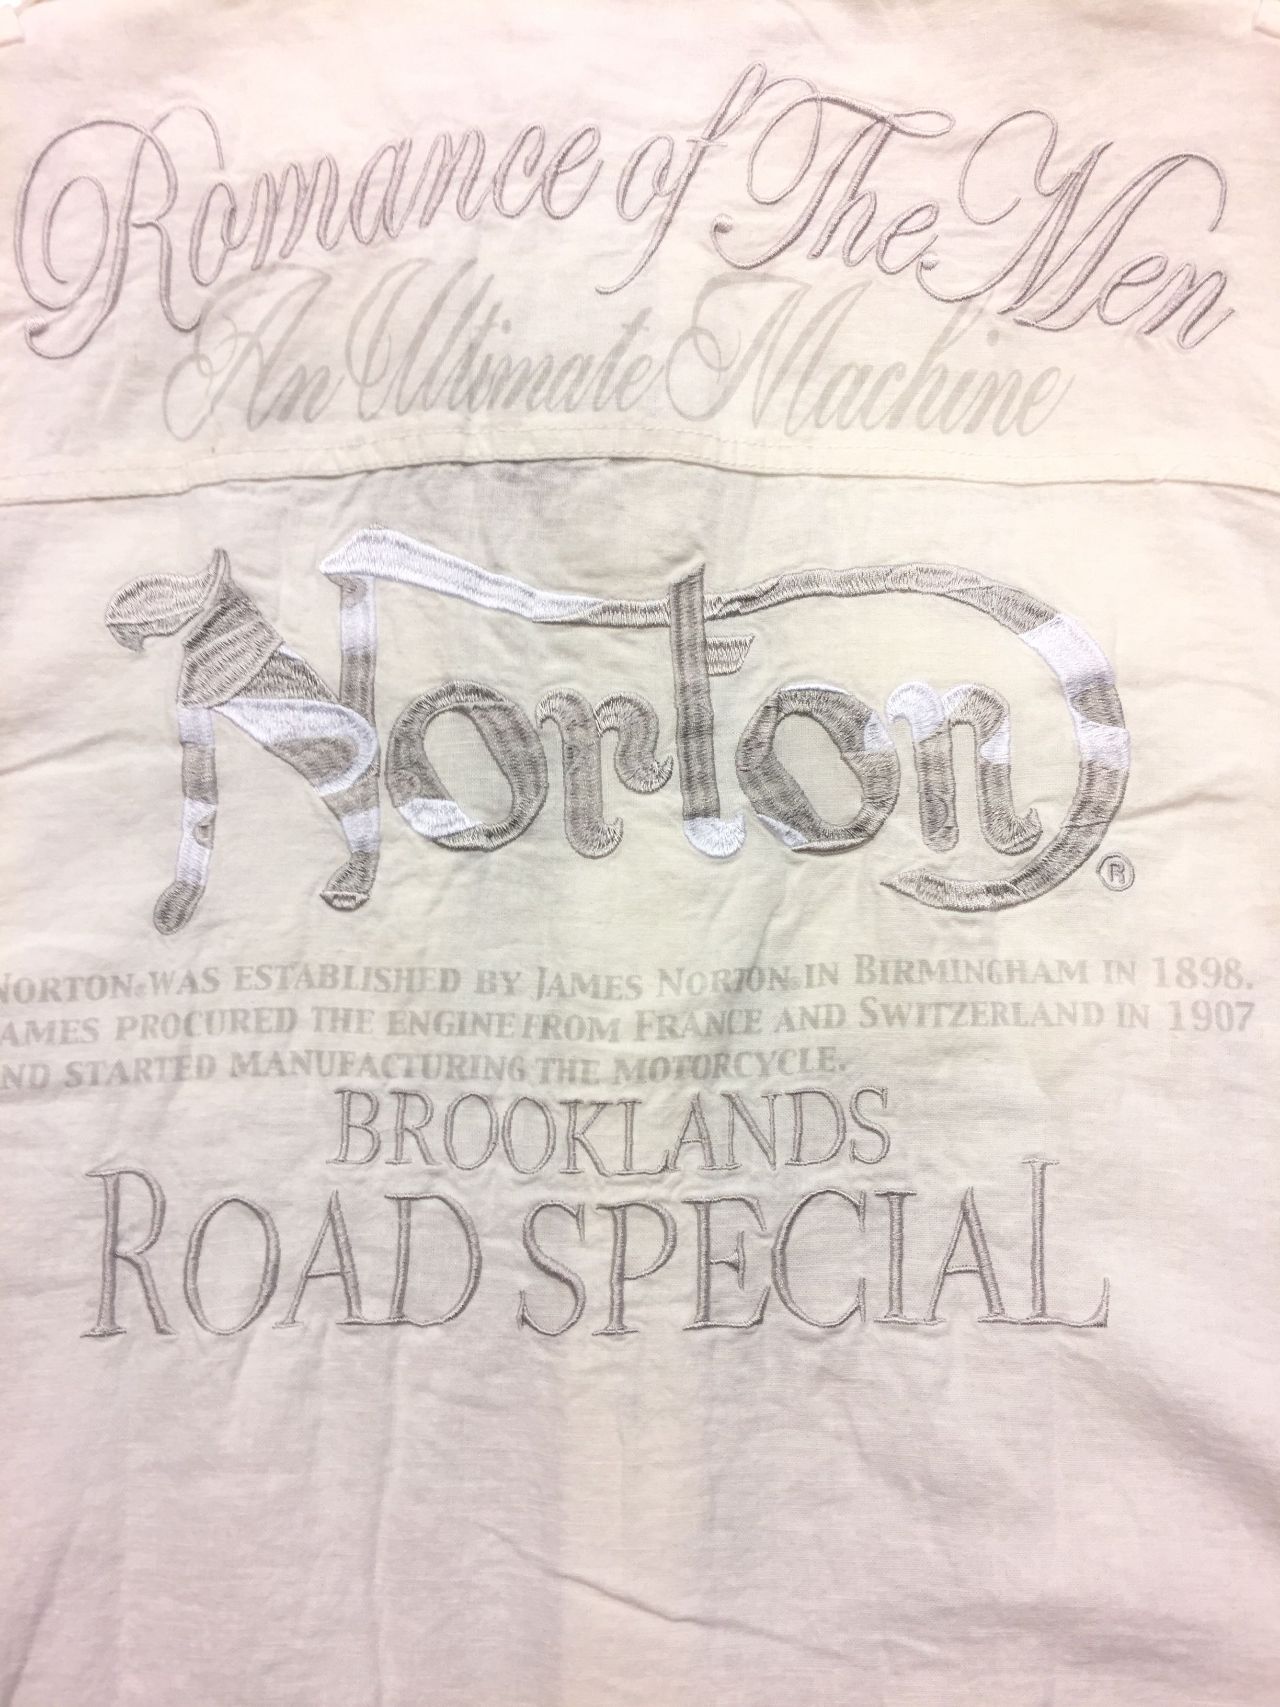 Romance of The Men
An Ultimate Machine
Norton®
NORTON® WAS ESTABLISHED BY JAMES NORTON® IN BIRMINGHAM IN 1898.
AMES PROCURED THE ENGINE FROM FRANCE AND SWITZERLAND IN 1907
ND STARTED MANUFACTURING THE MOTORCYCLE.
BROOKLANDS
ROAD SPECIAL